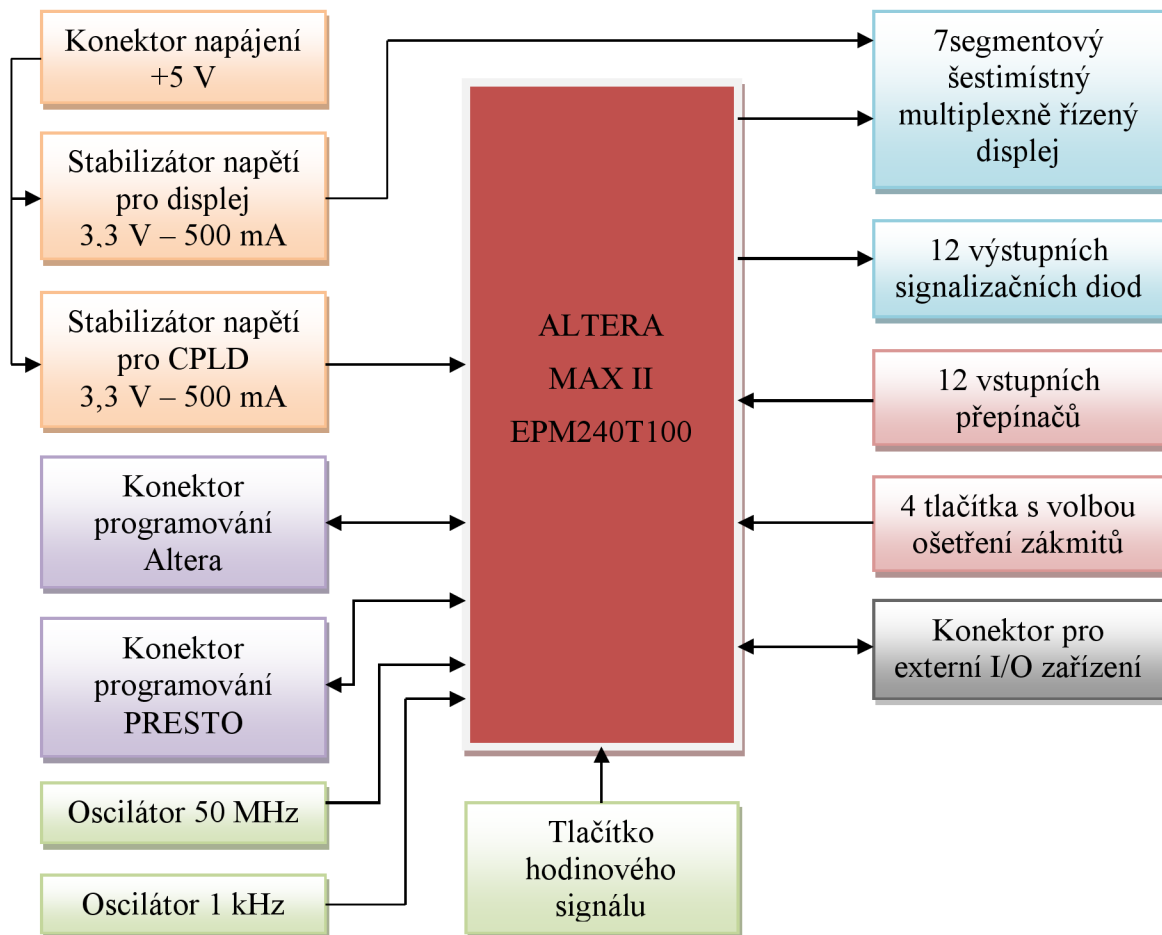 Konektor napájení
+5 V
Stabilizátor napětí
pro displej
3,3 V – 500 mA
Stabilizátor napětí
pro CPLD
3,3 V – 500 mA
Konektor
programování
Altera
Konektor
programování
PRESTO
Oscilátor 50 MHz
Oscilátor 1 kHz
ALTERA
MAX II
EPM240T100
Tlačítko
hodinového
signálu
7segmentový
šestimístný
multiplexně řízený
displej
12 výstupních
signalizačních diod
12 vstupních
přepínačů
4 tlačítka s volbou
ošetření zákmitů
Konektor pro
externí I/O zařízení